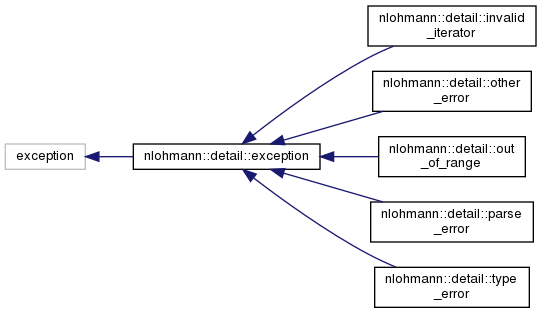 exception
nlohmann::detail::exception
nlohmann::detail::invalid
_iterator
nlohmann::detail::other
_error
nlohmann::detail::out
_of_range
nlohmann::detail::parse
_error
nlohmann::detail::type
_error